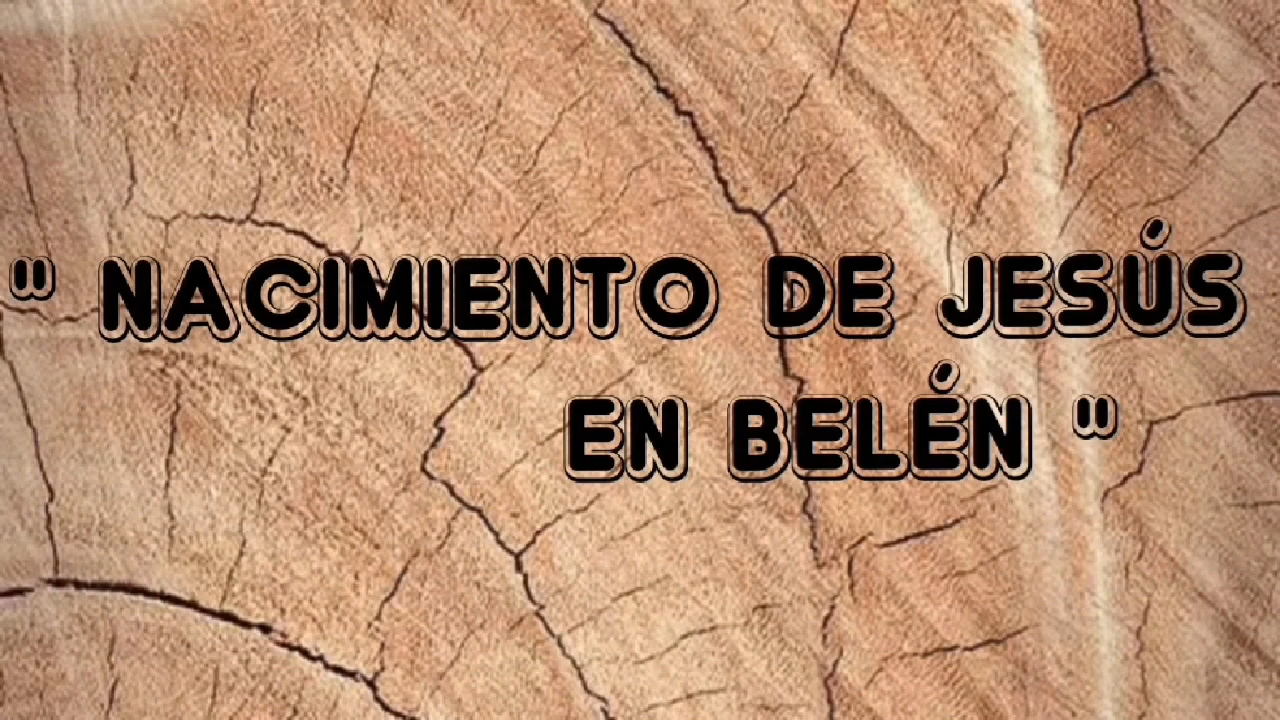 " NACIMIENTO DE JESÚS
EN BELÉN "